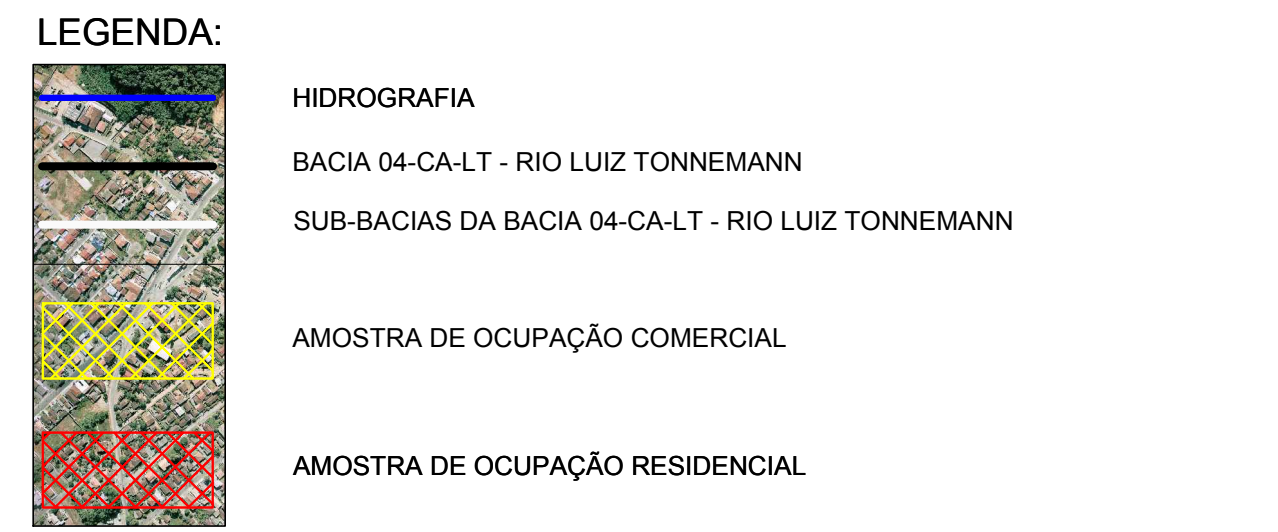 LEGENDA:
HIDROGRAFIA
BACIA 04-CA-LT - RIO LUIZ TONNEMANN
SUB-BACIAS DA BACIA 04-CA-LT - RIO LUIZ TONNEMANN
AMOSTRA DE OCUPAÇÃO COMERCIAL
AMOSTRA DE OCUPAÇÃO RESIDENCIAL